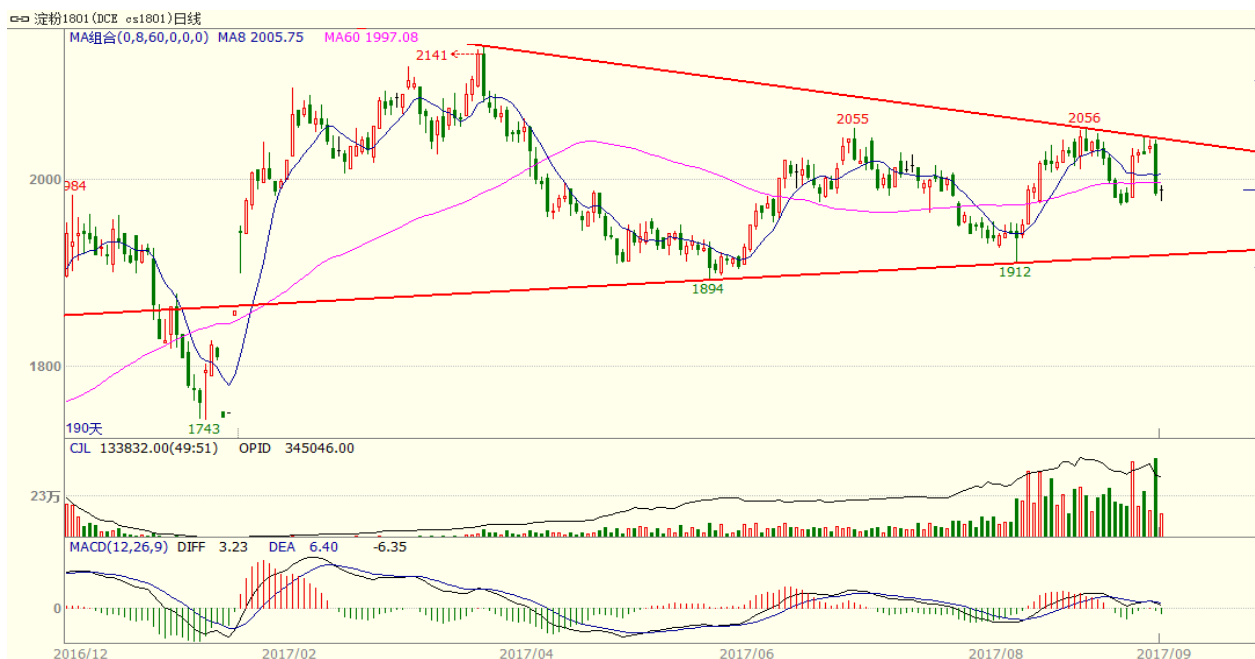 淀粉1801(DCE cs1801)日线
MA组合(0,8,60,0,0,0) MA8 2005.75 MA60 1997.08
2141
2055
2056
2000
984
1894
1912
1800
1743
190天
CJL 133832.00(49:51) OPID 345046.00
23万
MACD(12,26,9) DIFF 3.23 DEA 6.40 -6.35
0
2016/12 2017/02 2017/04 2017/06 2017/08 2017/09